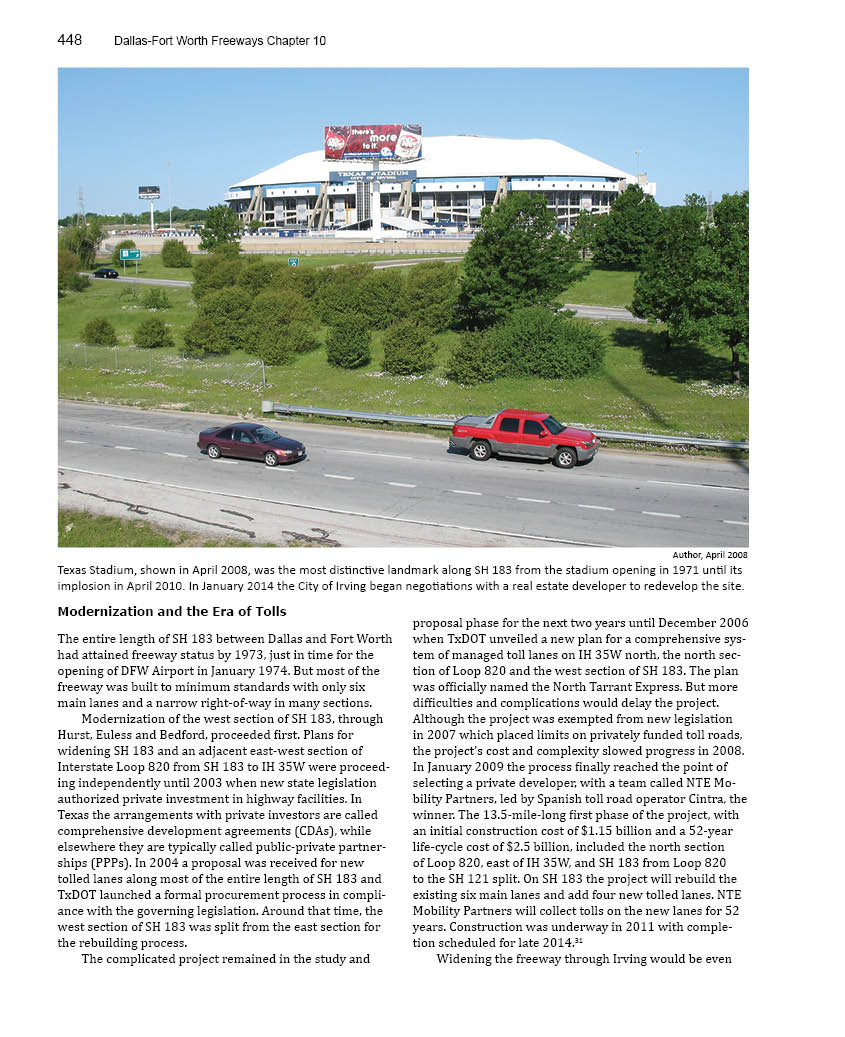 448 Dallas-Fort Worth Freeways Chapter 10
there's
more
to it.
TEXAS STADIUM
CITY OF IRVING
Author, April 2008
Texas Stadium, shown in April 2008, was the most distinctive landmark along SH 183 from the stadium opening in 1971 until its
implosion in April 2010. In January 2014 the City of Irving began negotiations with a real estate developer to redevelop the site.
Modernization and the Era of Tolls
The entire length of SH 183 between Dallas and Fort Worth
had attained freeway status by 1973, just in time for the
opening of DFW Airport in January 1974. But most of the
freeway was built to minimum standards with only six
main lanes and a narrow right-of-way in many sections.
Modernization of the west section of SH 183, through
Hurst, Euless and Bedford, proceeded first. Plans for
widening SH 183 and an adjacent east-west section of
Interstate Loop 820 from SH 183 to IH 35W were proceed-
ing independently until 2003 when new state legislation
authorized private investment in highway facilities. In
Texas the arrangements with private investors are called
comprehensive development agreements (CDAs), while
elsewhere they are typically called public-private partner-
ships (PPPs). In 2004 a proposal was received for new
tolled lanes along most of the entire length of SH 183 and
TxDOT launched a formal procurement process in compli-
ance with the governing legislation. Around that time, the
west section of SH 183 was split from the east section for
the rebuilding process.
The complicated project remained in the study and
proposal phase for the next two years until December 2006
when TxDOT unveiled a new plan for a comprehensive sys-
tem of managed toll lanes on IH 35W north, the north sec-
tion of Loop 820 and the west section of SH 183. The plan
was officially named the North Tarrant Express. But more
difficulties and complications would delay the project.
Although the project was exempted from new legislation
in 2007 which placed limits on privately funded toll roads,
the project's cost and complexity slowed progress in 2008.
In January 2009 the process finally reached the point of
selecting a private developer, with a team called NTE Mo-
bility Partners, led by Spanish toll road operator Cintra, the
winner. The 13.5-mile-long first phase of the project, with
an initial construction cost of $1.15 billion and a 52-year
life-cycle cost of $2.5 billion, included the north section
of Loop 820, east of IH 35W, and SH 183 from Loop 820
to the SH 121 split. On SH 183 the project will rebuild the
existing six main lanes and add four new tolled lanes. NTE
Mobility Partners will collect tolls on the new lanes for 52
years. Construction was underway in 2011 with comple-
tion scheduled for late 2014.³¹
Widening the freeway through Irving would be even